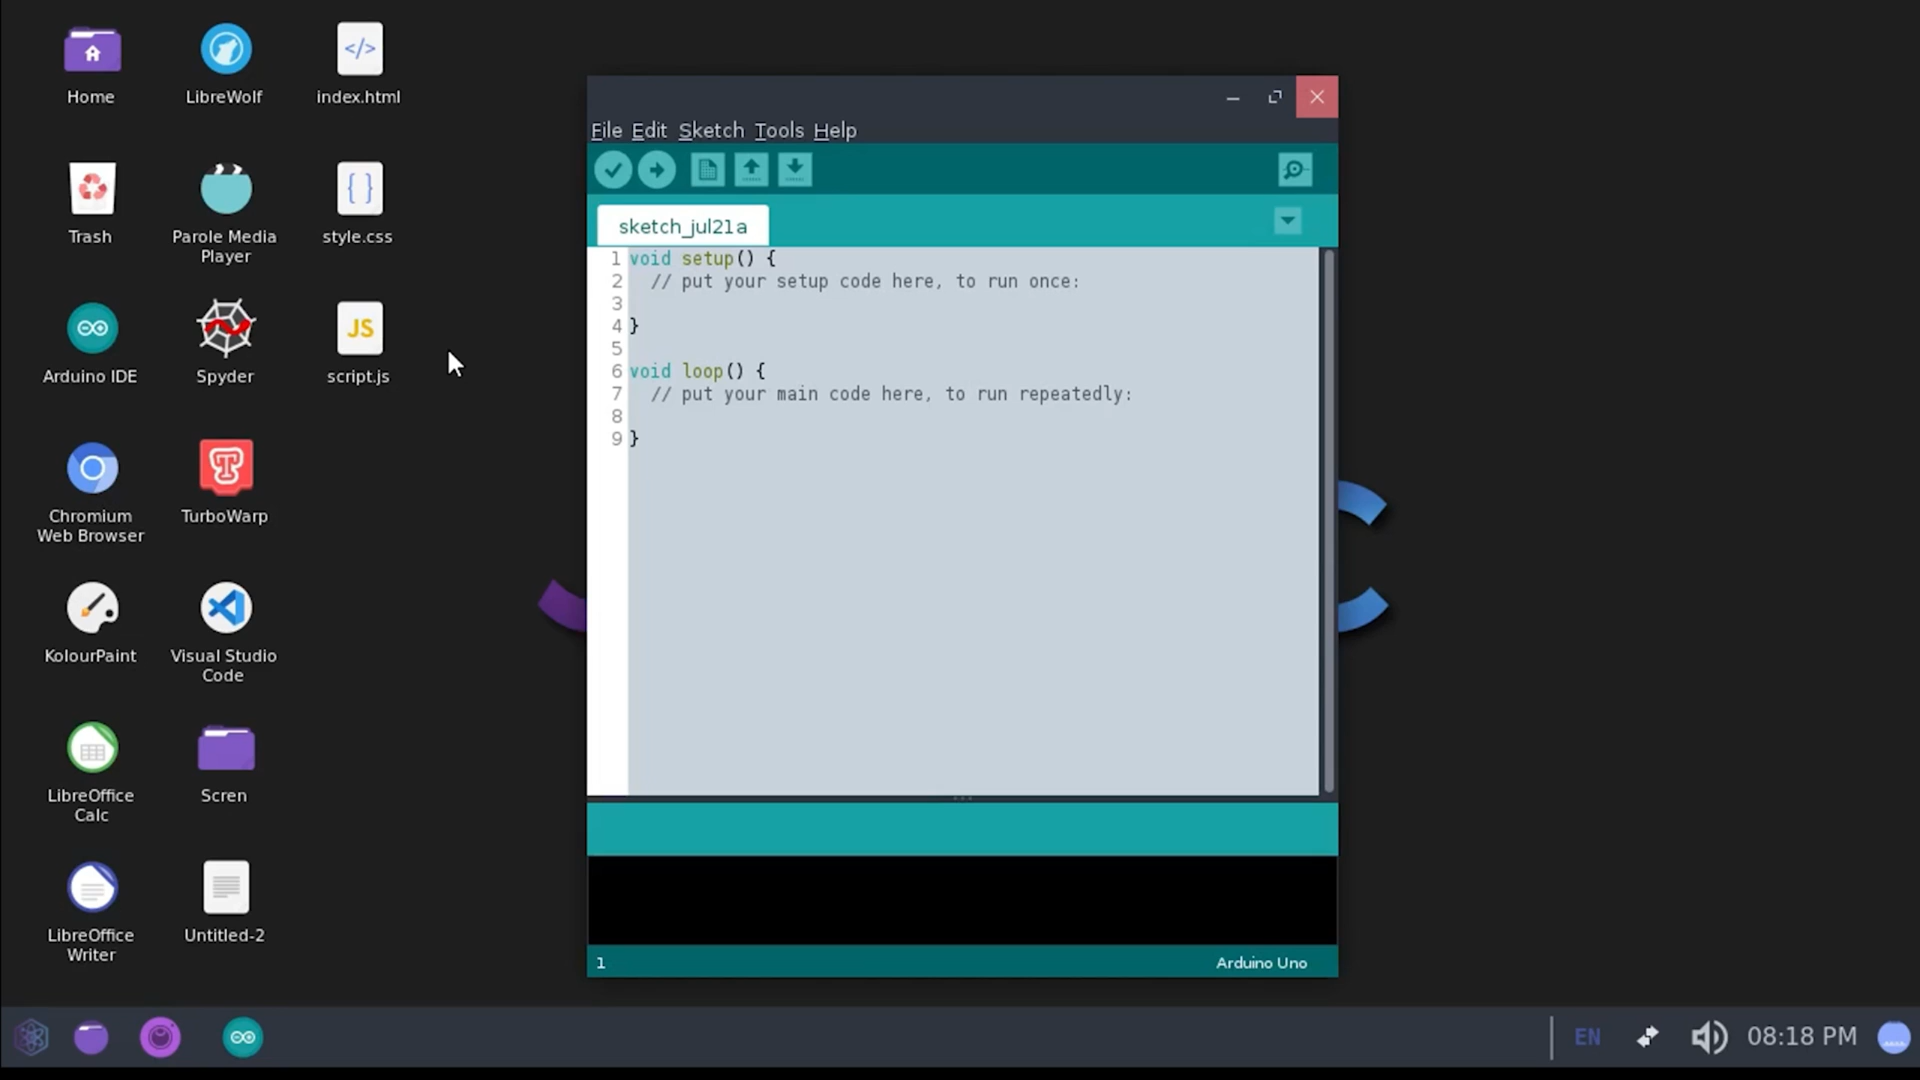 Home
LibreWolf
index.html
</>
Trash
Parole Media
Player
style.css
{ }
Arduino IDE
Spyder
script.js
JS
Chromium
Web Browser
TurboWarp
KolourPaint
Visual Studio
Code
LibreOffice
Calc
Scren
LibreOffice
Writer
Untitled-2
File Edit Sketch Tools Help
sketch_jul21a
1 void setup() {
2 // put your setup code here, to run once:
3
4 }
5
6 void loop() {
7 // put your main code here, to run repeatedly:
8
9 }
1
Arduino Uno
EN
08:18 PM